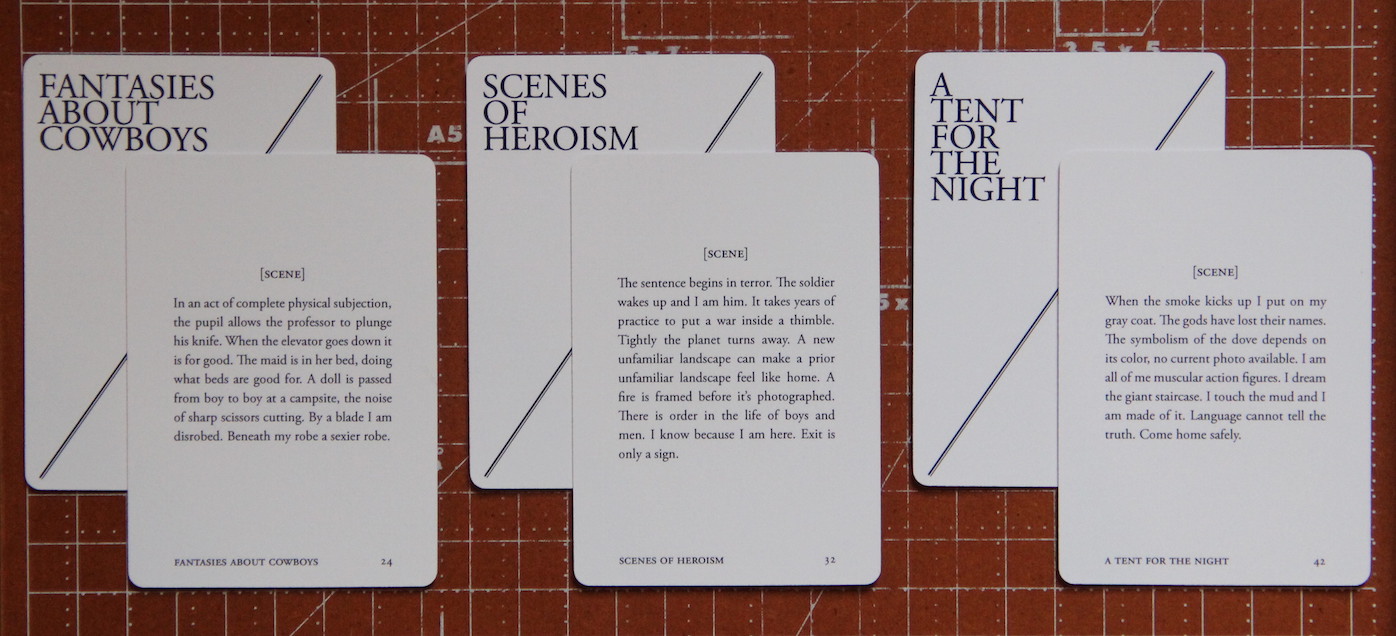 FANTASIES
ABOUT
COWBOYS
[SCENE]
In an act of complete physical subjection,
the pupil allows the professor to plunge
his knife. When the elevator goes down it
is for good. The maid is in her bed, doing
what beds are good for. A doll is passed
from boy to boy at a campsite, the noise
of sharp scissors cutting. By a blade I am
disrobed. Beneath my robe a sexier robe.
FANTASIES ABOUT COWBOYS 24
SCENES
OF
HEROISM
[SCENE]
The sentence begins in terror. The soldier
wakes up and I am him. It takes years of
practice to put a war inside a thimble.
Tightly the planet turns away. A new
unfamiliar landscape can make a prior
unfamiliar landscape feel like home. A
fire is framed before it's photographed.
There is order in the life of boys and
men. I know because I am here. Exit is
only a sign.
SCENES OF HEROISM 32
A
TENT
FOR
THE
NIGHT
[SCENE]
When the smoke kicks up I put on my
gray coat. The gods have lost their names.
The symbolism of the dove depends on
its color, no current photo available. I am
all of me muscular action figures. I dream
the giant staircase. I touch the mud and I
am made of it. Language cannot tell the
truth. Come home safely.
A TENT FOR THE NIGHT 42
5 x 7
3.5 x 5
A5
5 x